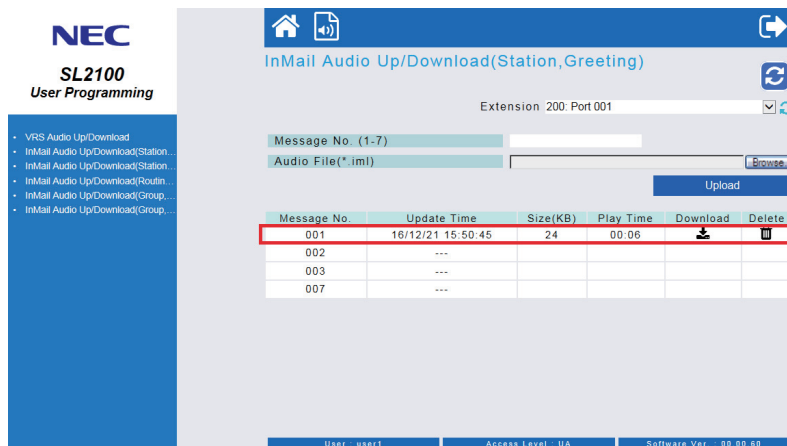 NEC
SL2100
User Programming
VRS Audio Up/Download
InMail Audio Up/Download(Station...
InMail Audio Up/Download(Station...
InMail Audio Up/Download(Routin...
InMail Audio Up/Download(Group,...
InMail Audio Up/Download(Group,...
InMail Audio Up/Download(Station,Greeting)
Extension 200: Port 001
Message No. (1-7)
Audio File(*.iml)
Browse
Upload
Message No. Update Time Size(KB) Play Time Download Delete
001 16/12/21 15:50:45 24 00:06
002 ---
003 ---
007 ---
User : user1 Access Level : UA Software Ver. : 00.00.60